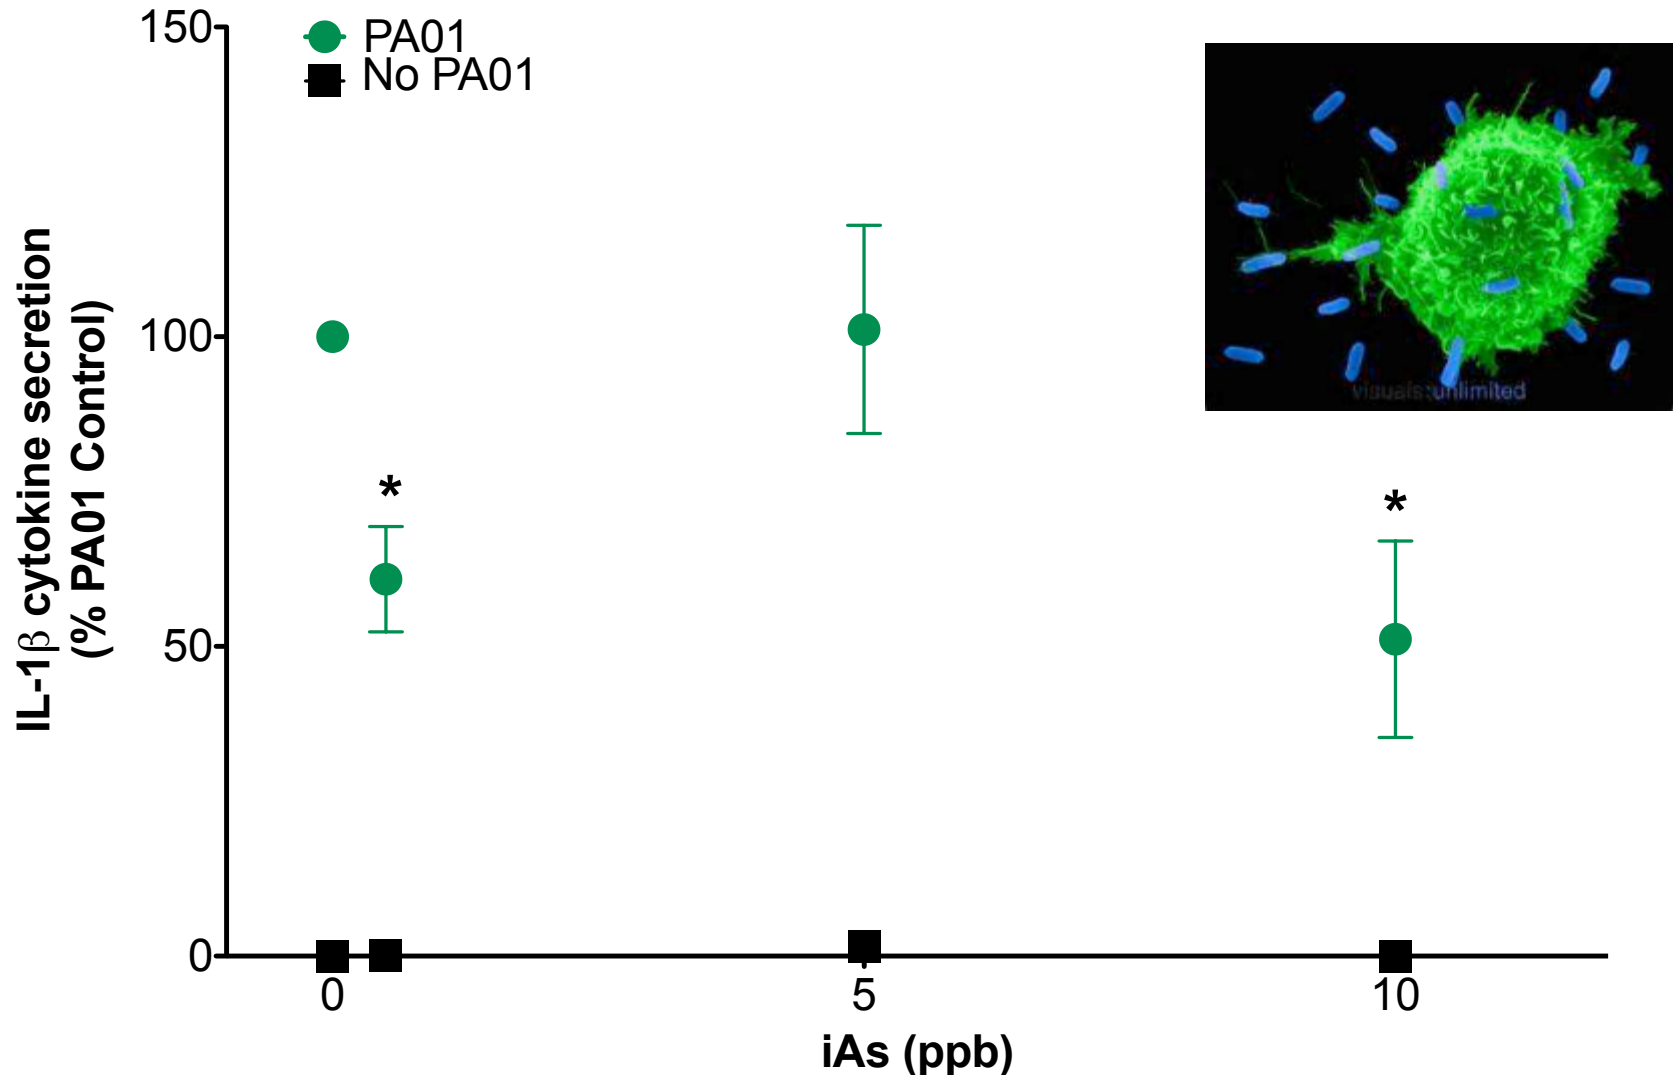 150
PA01
No PA01
100
50
0
IL-1β cytokine secretion
(% PA01 Control)
*
*
visuals unlimited
0
5
10
iAs (ppb)